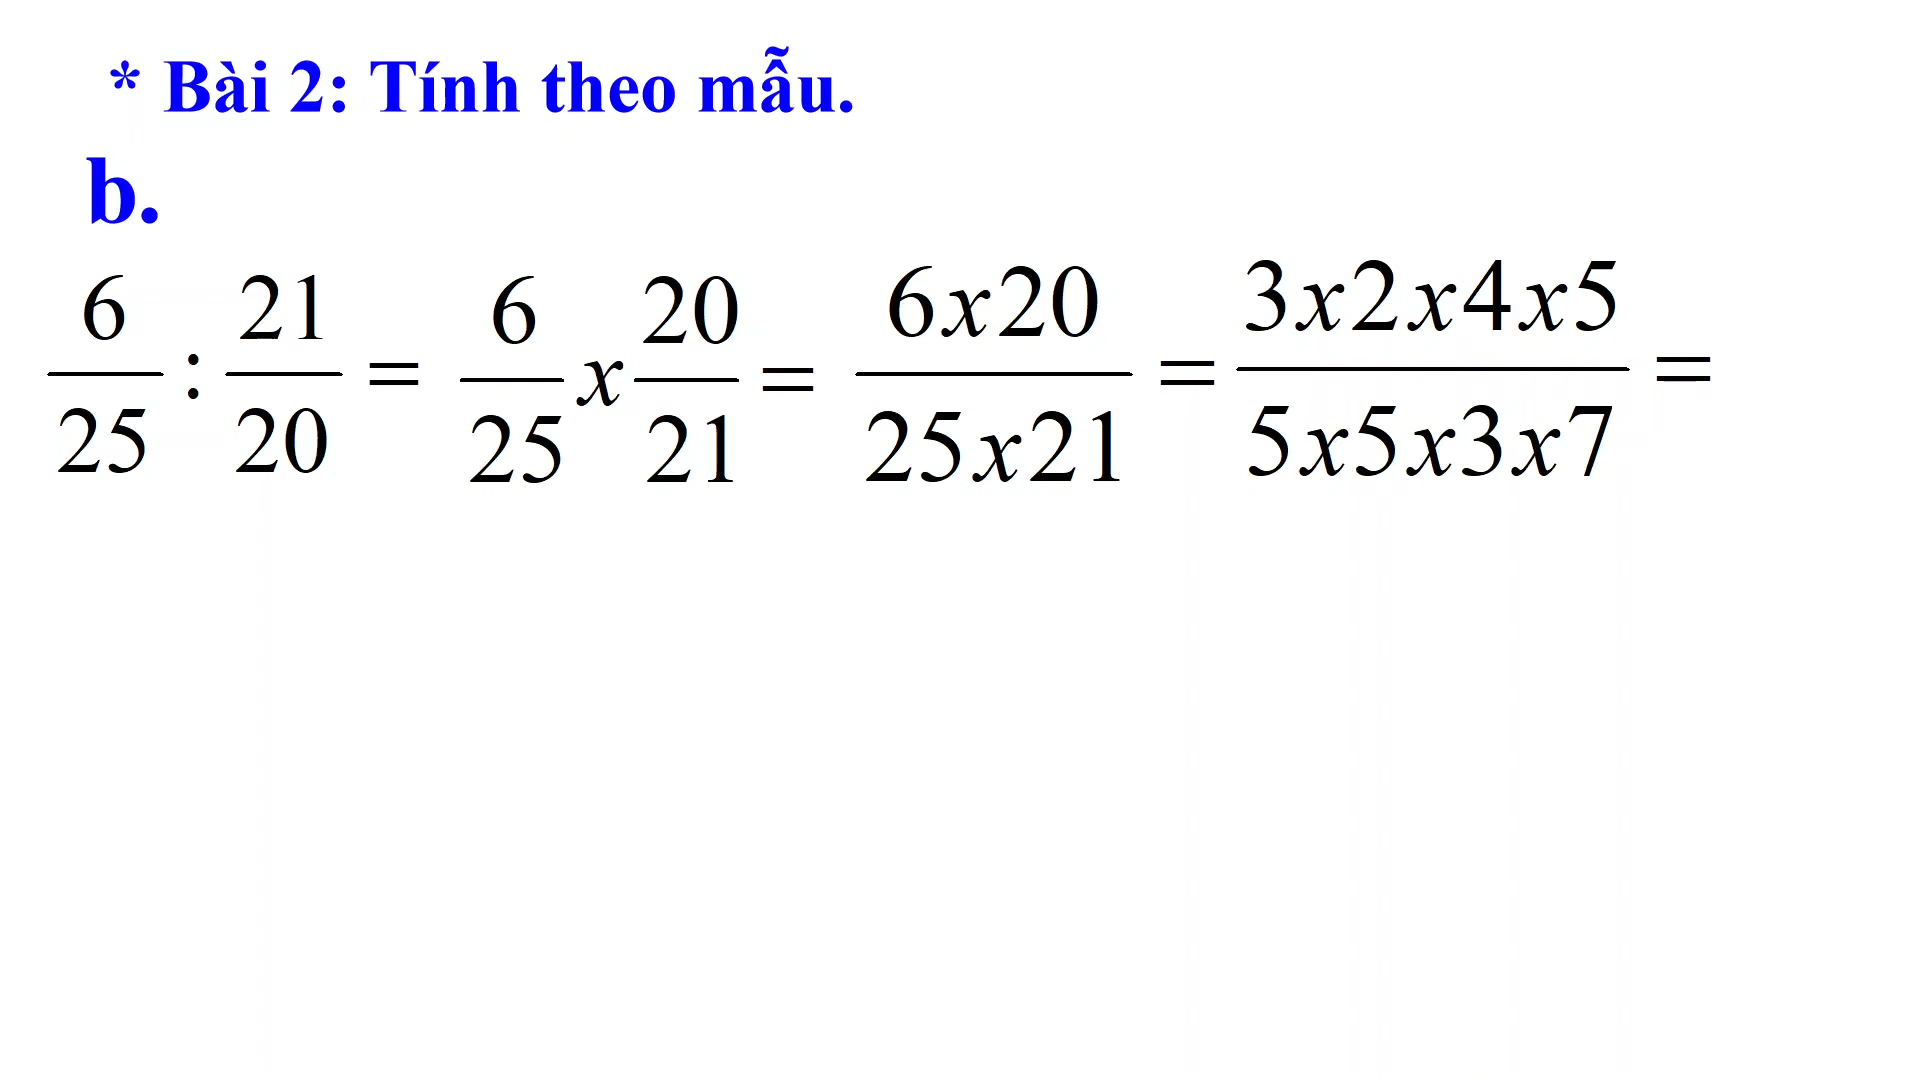 * Bài 2: Tính theo mẫu.
b.
6/25 : 21/20 = 6/25 x 20/21 = 6x20/25x21 = 3x2x4x5/5x5x3x7 =